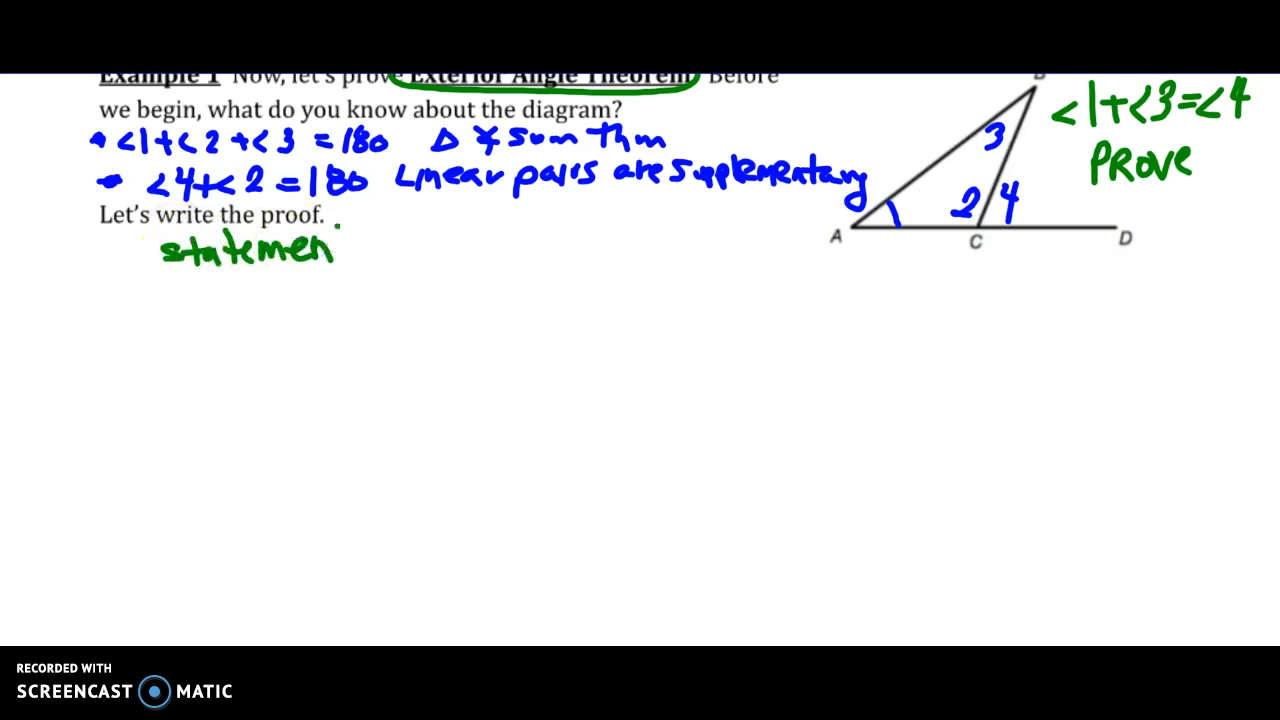 Example 1 Now, let's prove Exterior Angle Theorem. Before
we begin, what do you know about the diagram?
<1+<2+<3=180 Δ ∡ sum thm
<4+<2=180 Linear pairs are supplementary
Let's write the proof.
statemen
B
<1+<3=<4
PROVE
3
2 4
A C D
RECORDED WITH
SCREENCAST MATIC